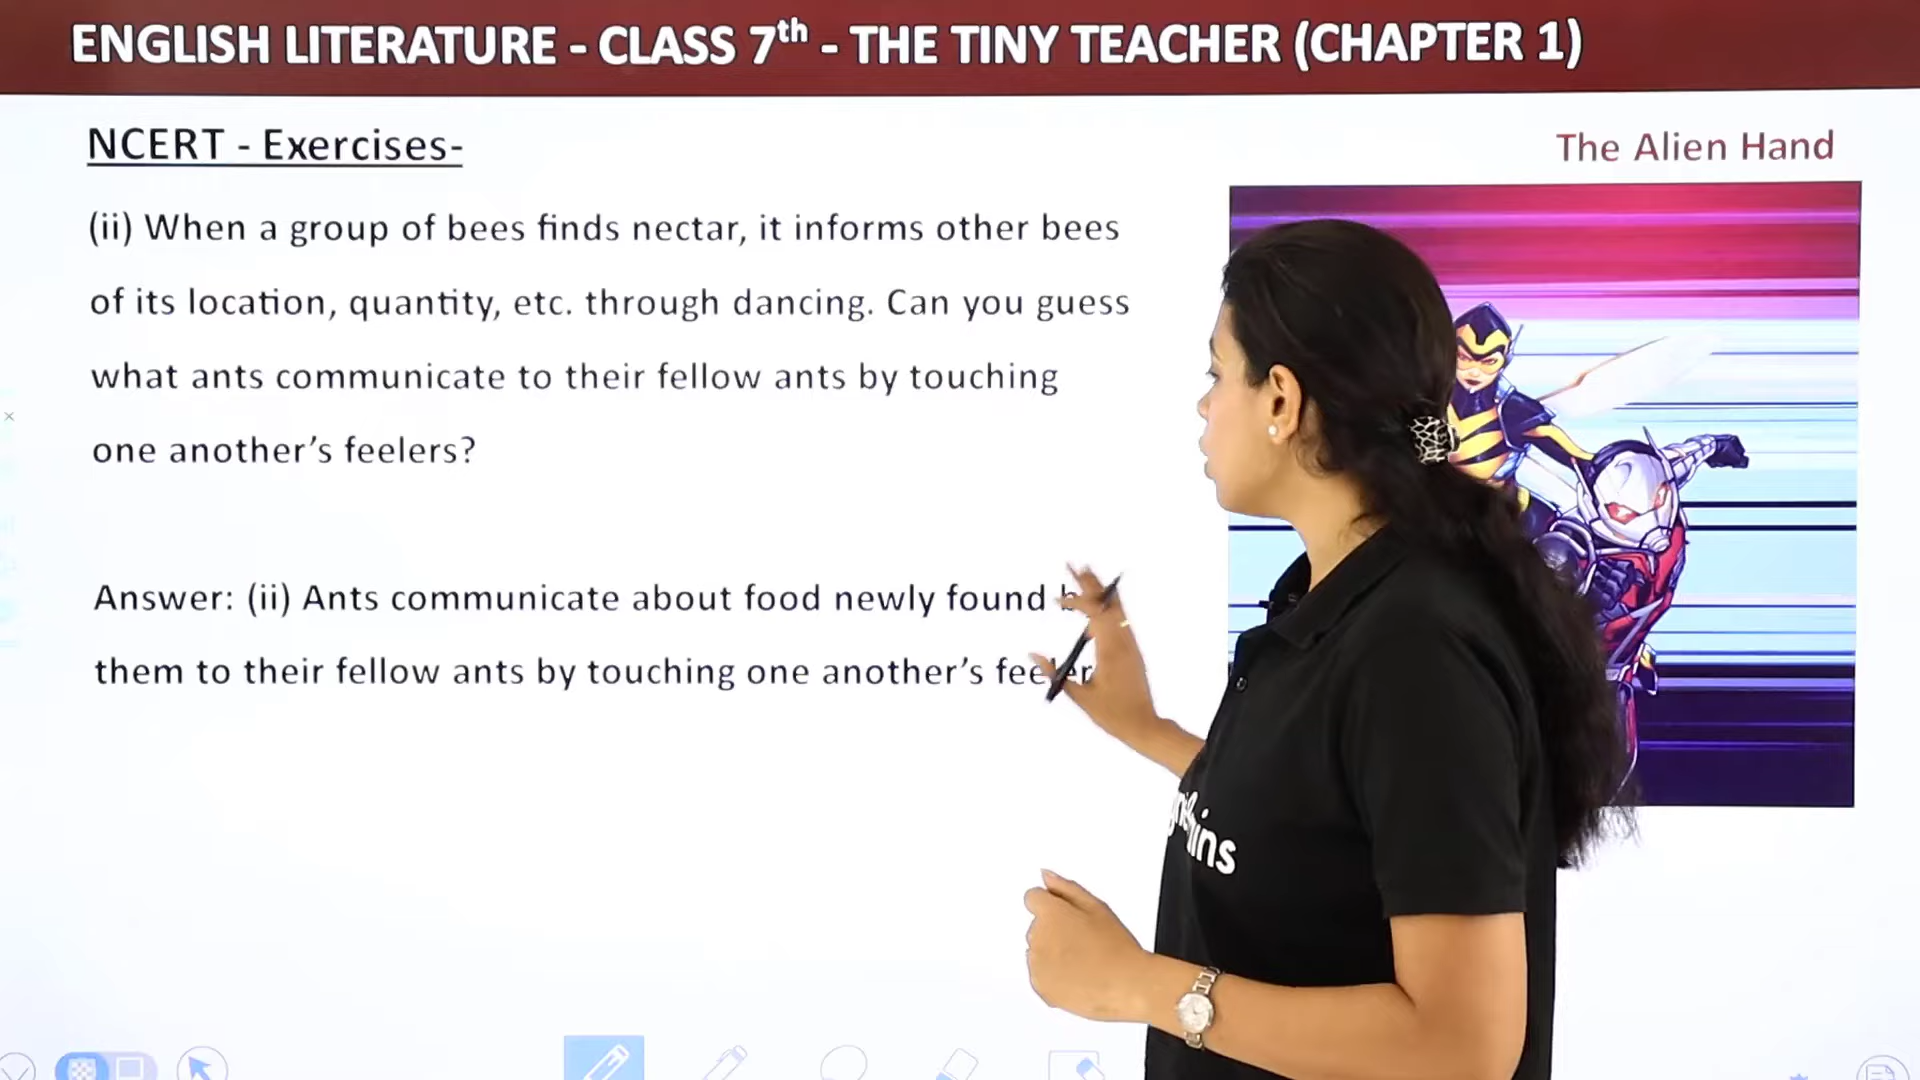 ENGLISH LITERATURE - CLASS 7th - THE TINY TEACHER (CHAPTER 1)
NCERT - Exercises-
The Alien Hand
(ii) When a group of bees finds nectar, it informs other bees
of its location, quantity, etc. through dancing. Can you guess
what ants communicate to their fellow ants by touching
one another’s feelers?
Answer: (ii) Ants communicate about food newly found
them to their fellow ants by touching one another’s